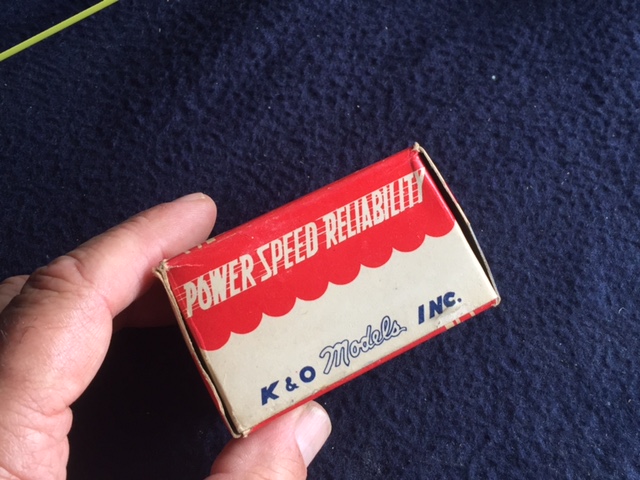 POWER SPEED RELIABILITY
K & O Models INC.